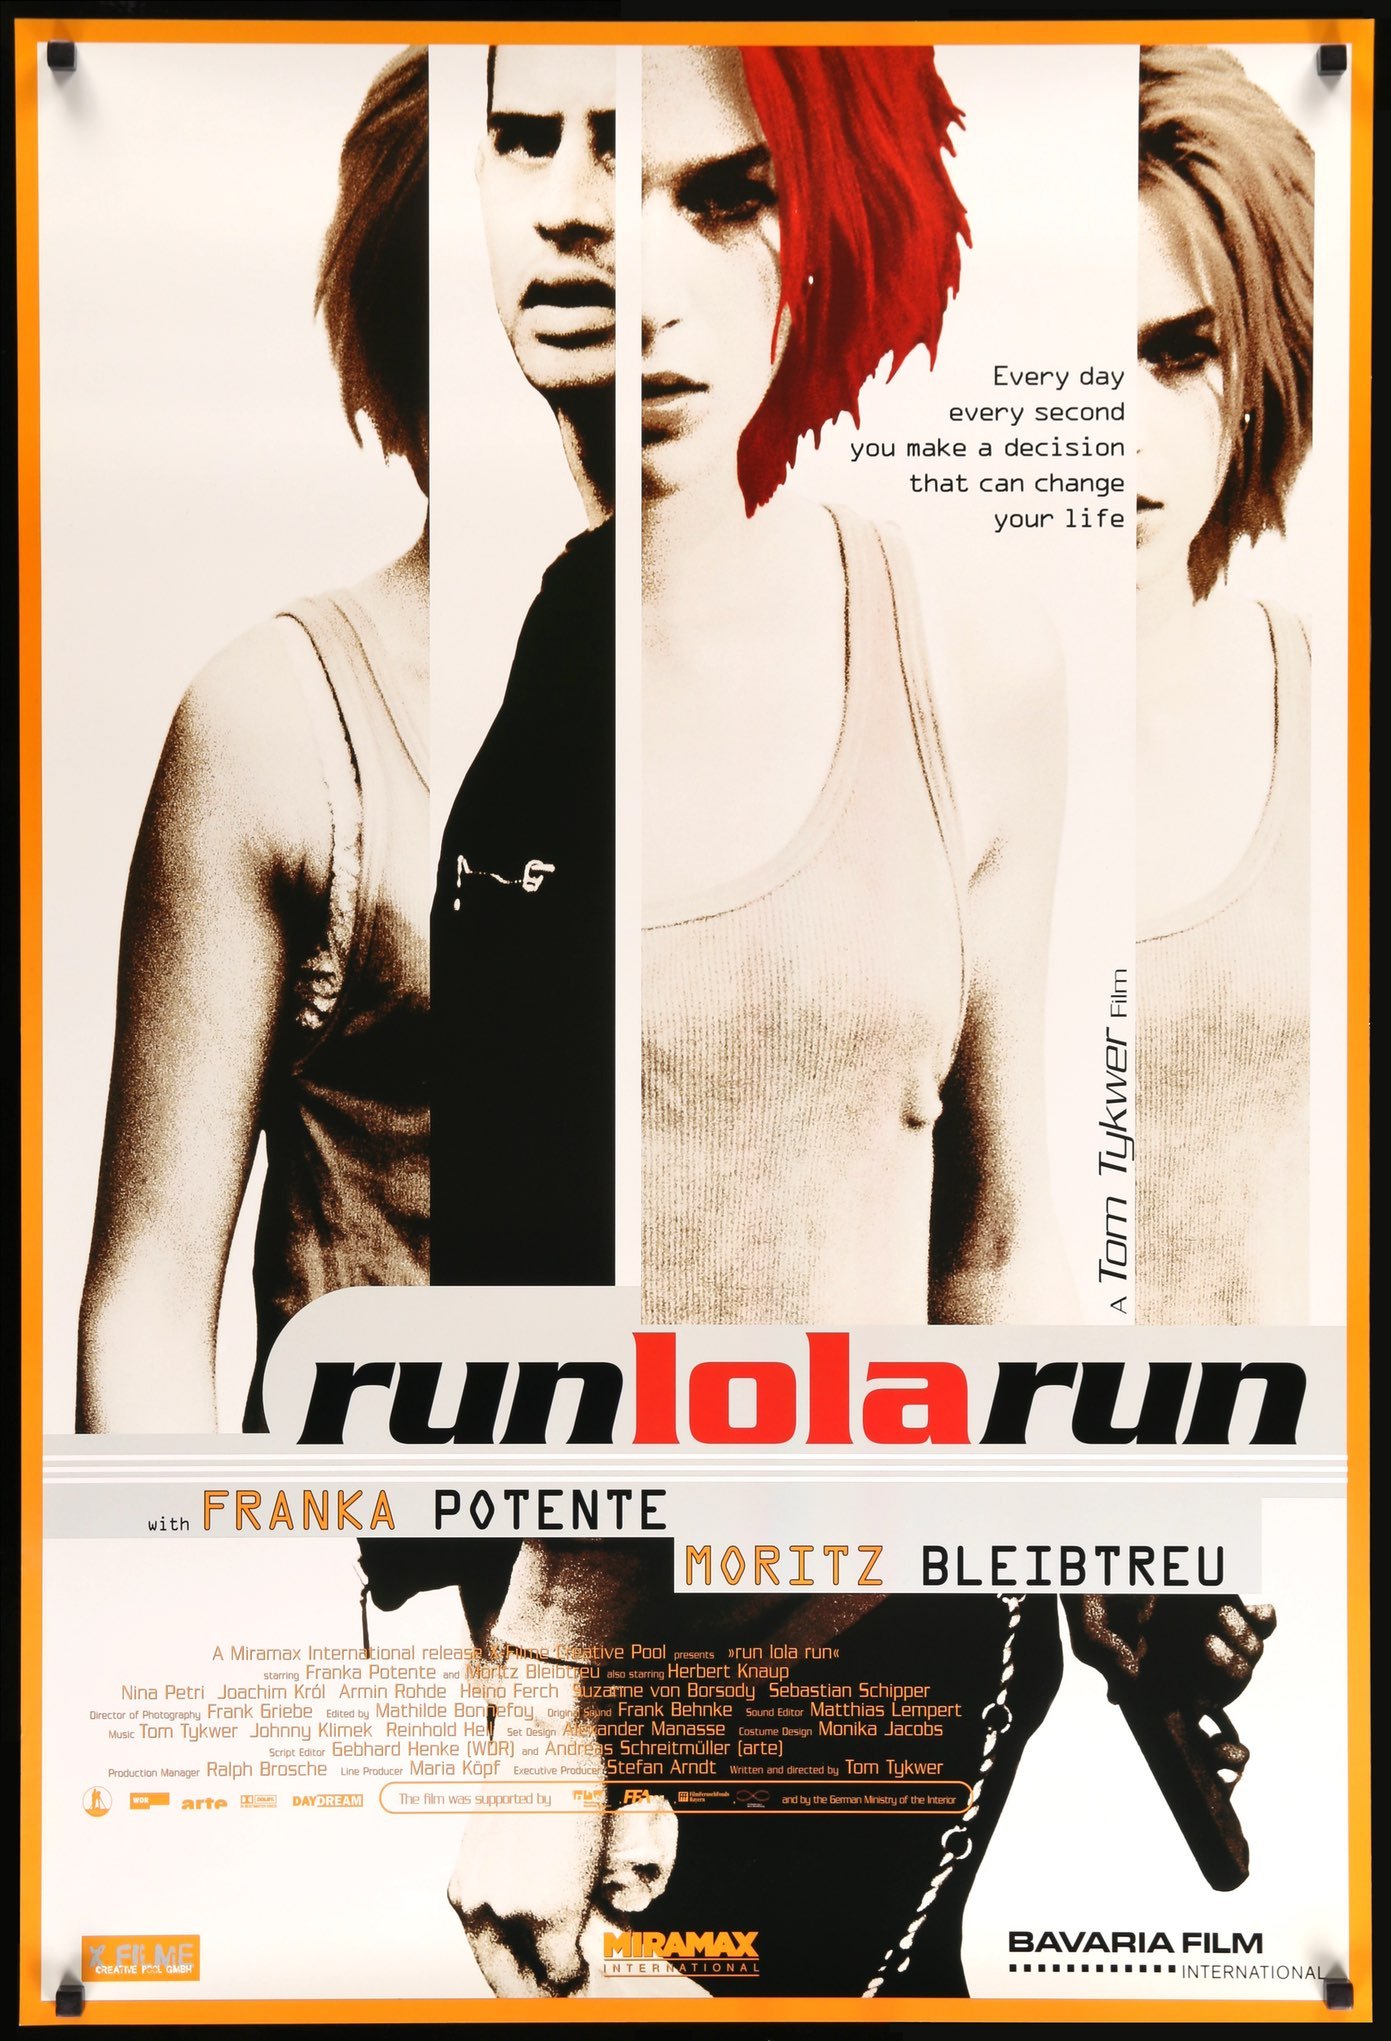 Every day
every second
you make a decision
that can change
your life
A Tom Tykwer Film
runlolarun
with FRANKA POTENTE
MORITZ BLEIBTREU
A Miramax International release X Filme Creative Pool presents »run lola run«
starring Franka Potente and Moritz Bleibtreu also starring Herbert Knaup
Nina Petri Joachim Król Armin Rohde Heino Ferch Suzanne von Borsody Sebastian Schipper
Director of Photography Frank Griebe Edited by Mathilde Bonnefoy Original Sound Frank Behnke Sound Editor Matthias Lempert
Music Tom Tykwer Johnny Klimek Reinhold Heil Set Design Alexander Manasse Costume Design Monika Jacobs
Script Editor Gebhard Henke (WDR) and Andreas Schreitmüller (arte)
Production Manager Ralph Brosche Line Producer Maria Köpf Executive Producer Stefan Arndt Written and directed by Tom Tykwer
WDR arte DOLBY DAYDREAM The film was supported by FFA FilmFernsehFonds Bayern and by the German Ministry of the Interior
X FILME
CREATIVE POOL GMBH
MIRAMAX
INTERNATIONAL
BAVARIA FILM
INTERNATIONAL